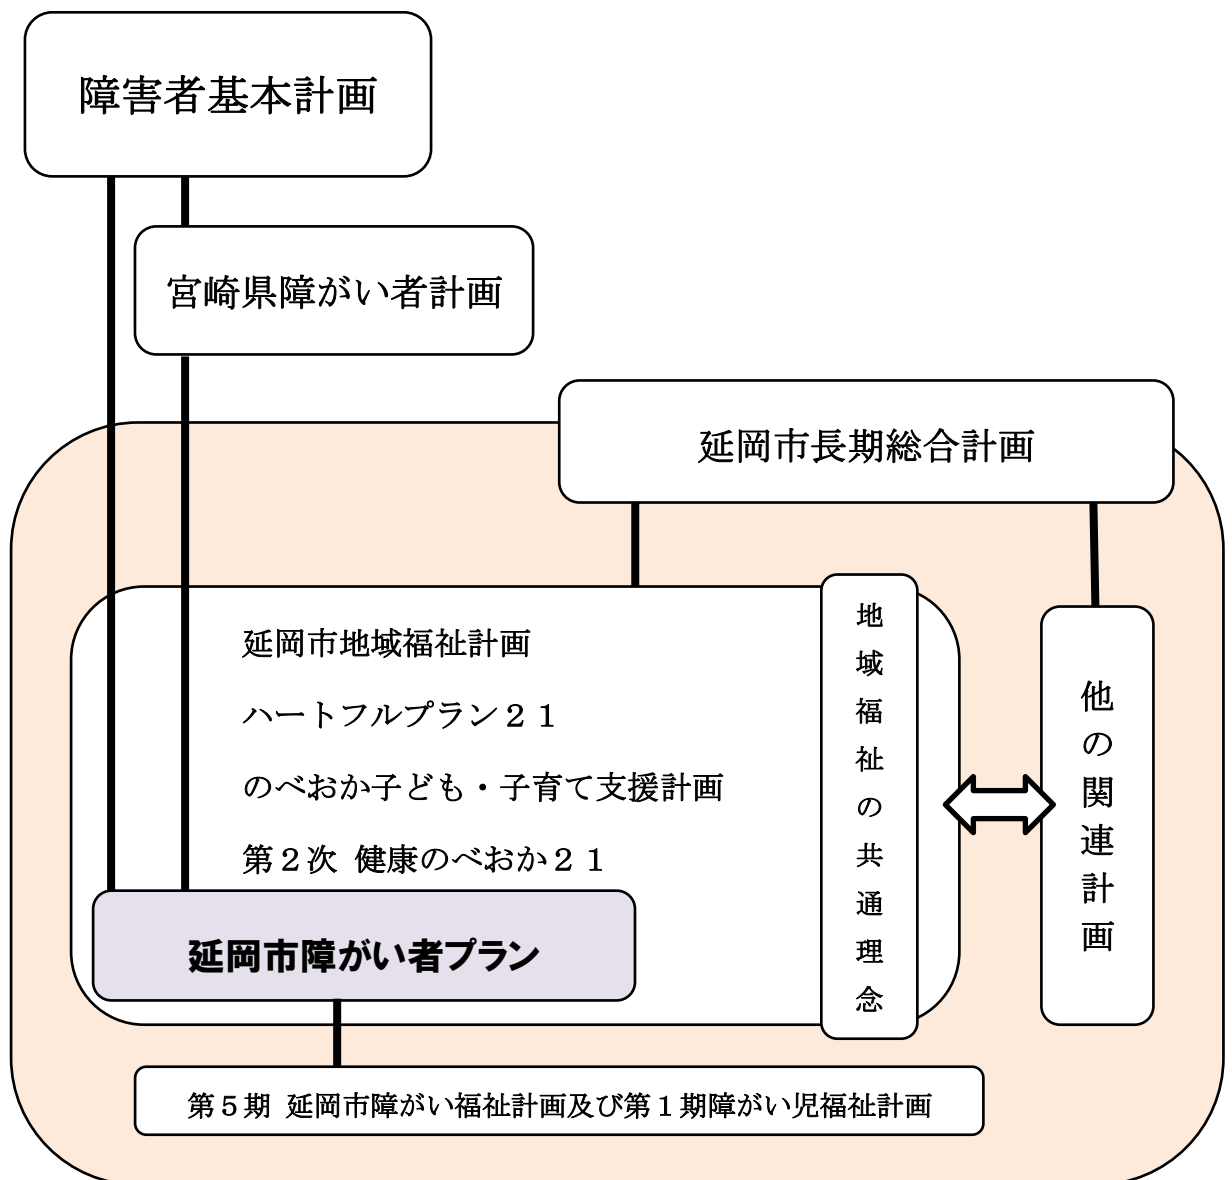 障害者基本計画
宮崎県障がい者計画
延岡市長期総合計画
延岡市地域福祉計画
ハートフルプラン２１
のべおか子ども・子育て支援計画
第２次 健康のべおか２１
地域福祉の共通理念
他の関連計画
延岡市障がい者プラン
第５期 延岡市障がい福祉計画及び第１期障がい児福祉計画